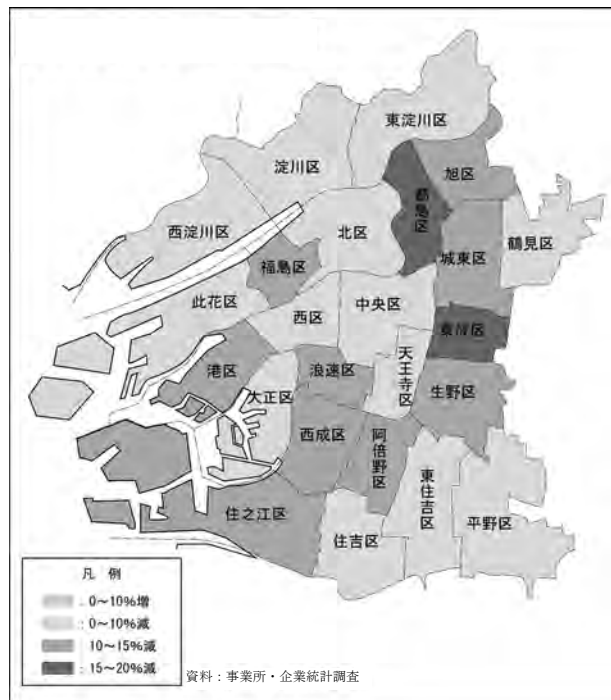 東淀川区
淀川区
旭区
都島区
西淀川区
北区
鶴見区
城東区
福島区
此花区
中央区
西区
東成区
天王寺区
港区
浪速区
大正区
生野区
西成区
阿倍野区
東住吉区
住之江区
住吉区
平野区
凡 例
:0~10%増
:0~10%減
10~15%減
:15~20%減
資料:事業所・企業統計調査